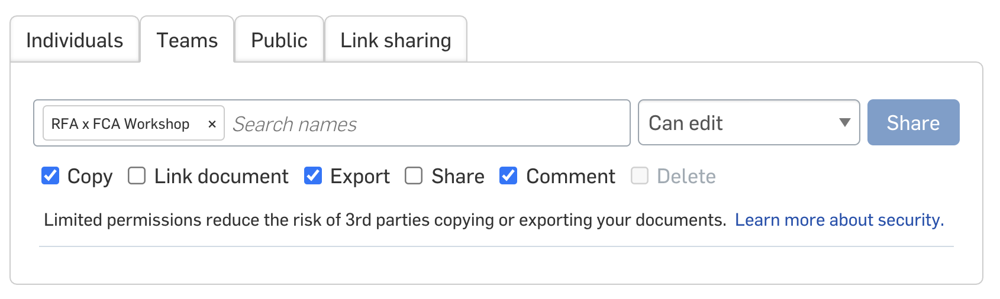 Individuals Teams Public Link sharing
RFA x FCA Workshop × Search names Can edit Share
Copy Link document Export Share Comment Delete
Limited permissions reduce the risk of 3rd parties copying or exporting your documents. Learn more about security.